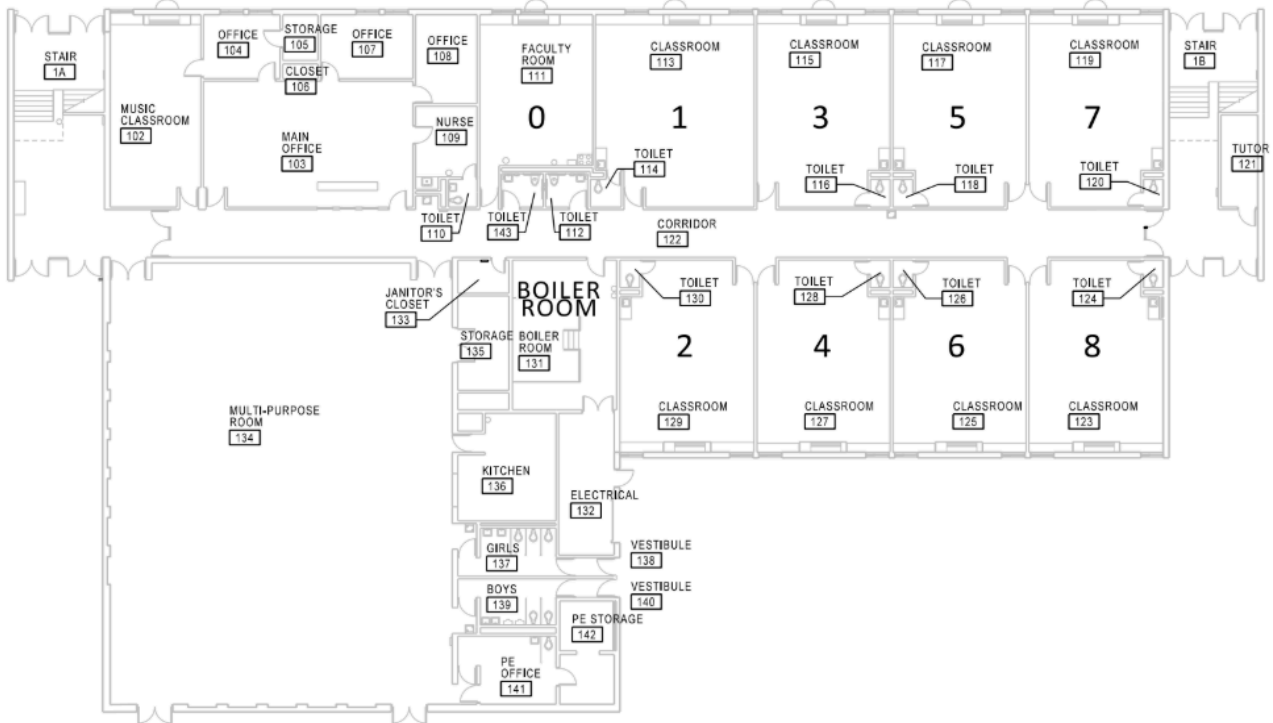 STAIR
1A
MUSIC
CLASSROOM
102
OFFICE
104
STORAGE
105
CLOSET
106
OFFICE
107
OFFICE
108
MAIN
OFFICE
103
NURSE
109
TOILET
110
FACULTY
ROOM
111
0
TOILET
143
TOILET
112
CLASSROOM
113
1
TOILET
114
CLASSROOM
115
3
TOILET
116
CLASSROOM
117
5
TOILET
118
CLASSROOM
119
7
TOILET
120
STAIR
1B
TUTOR
121
CORRIDOR
122
JANITOR'S
CLOSET
133
STORAGE
135
BOILER
ROOM
BOILER
ROOM
131
TOILET
130
2
CLASSROOM
129
TOILET
128
4
CLASSROOM
127
TOILET
126
6
CLASSROOM
125
TOILET
124
8
CLASSROOM
123
MULTI-PURPOSE
ROOM
134
KITCHEN
136
ELECTRICAL
132
GIRLS
137
VESTIBULE
138
BOYS
139
VESTIBULE
140
PE STORAGE
142
PE
OFFICE
141